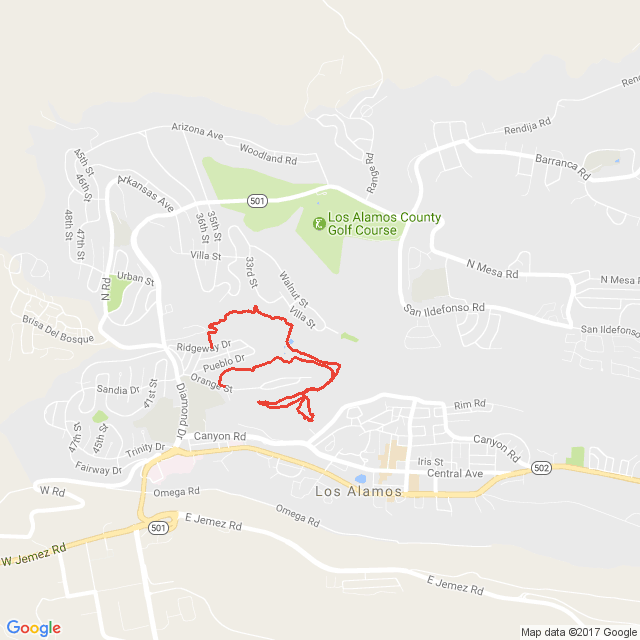 Rendija Rd
Rendi
Arizona Ave
Woodland Rd
Range Rd
Barranca Rd
45th St
46th St
Arkansas Ave
48th St
47th St
35th St
36th St
501
Los Alamos County
Golf Course
Villa St
33rd St
Walnut St
Villa St
Urban St
N Rd
N Mesa Rd
N Mesa R
San Ildefonso Rd
San Ildefonso
Brisa Del Bosque
Ridgeway Dr
Pueblo Dr
Orange St
Sandia Dr
41st St
Diamond Dr
47th St
45th St
Trinity Dr
Fairway Dr
Canyon Rd
Rim Rd
Canyon Rd
Iris St
Central Ave
502
Los Alamos
W Rd
Omega Rd
Omega Rd
501
E Jemez Rd
W Jemez Rd
E Jemez Rd
Google
Map data ©2017 Google